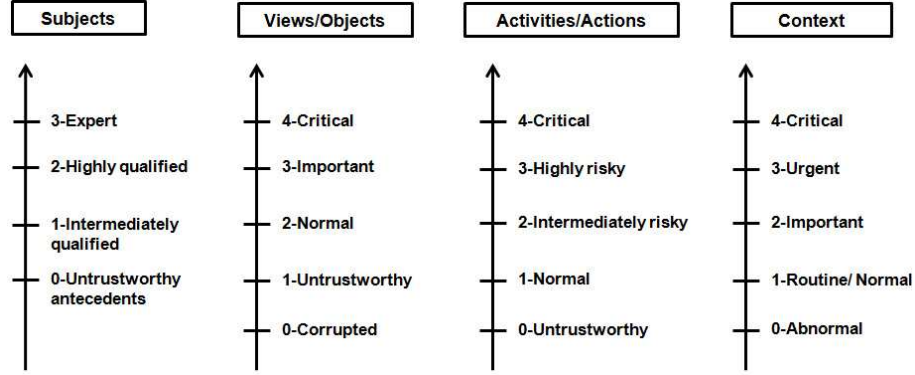 Subjects
Views/Objects
Activities/Actions
Context
3-Expert
2-Highly qualified
1-Intermediately
qualified
0-Untrustworthy
antecedents
4-Critical
3-Important
2-Normal
1-Untrustworthy
0-Corrupted
4-Critical
3-Highly risky
2-Intermediately risky
1-Normal
0-Untrustworthy
4-Critical
3-Urgent
2-Important
1-Routine/ Normal
0-Abnormal